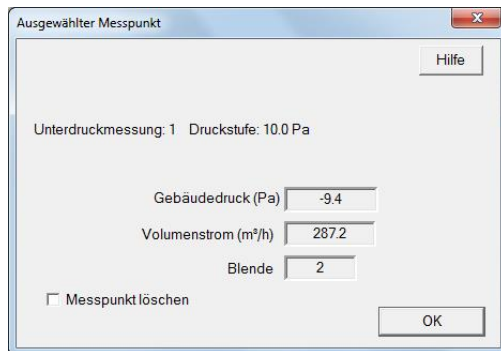 Ausgewählter Messpunkt
Hilfe
Unterdruckmessung: 1 Druckstufe: 10.0 Pa
Gebäudedruck (Pa) -9.4
Volumenstrom (m³/h) 287.2
Blende 2
Messpunkt löschen
OK